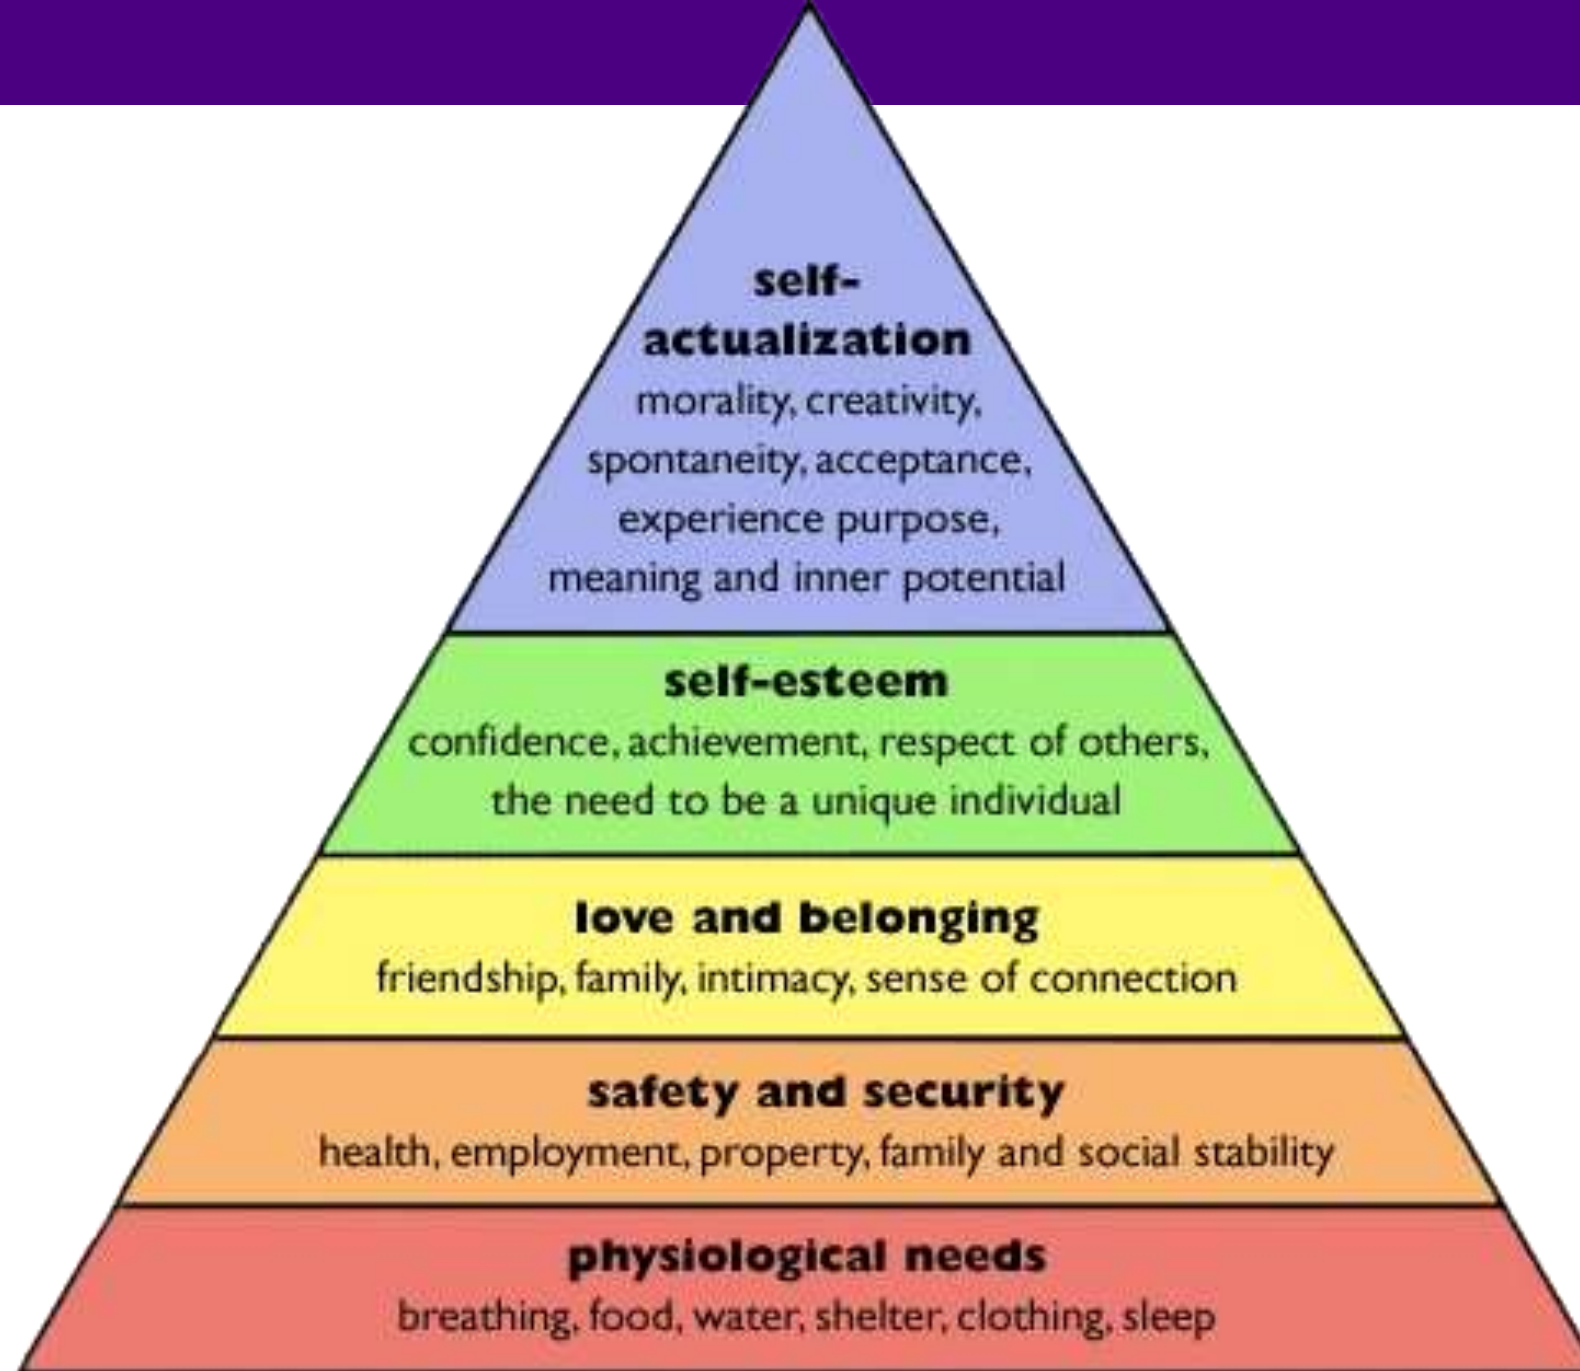 self-
actualization
morality, creativity,
spontaneity, acceptance,
experience purpose,
meaning and inner potential
self-esteem
confidence, achievement, respect of others,
the need to be a unique individual
love and belonging
friendship, family, intimacy, sense of connection
safety and security
health, employment, property, family and social stability
physiological needs
breathing, food, water, shelter, clothing, sleep